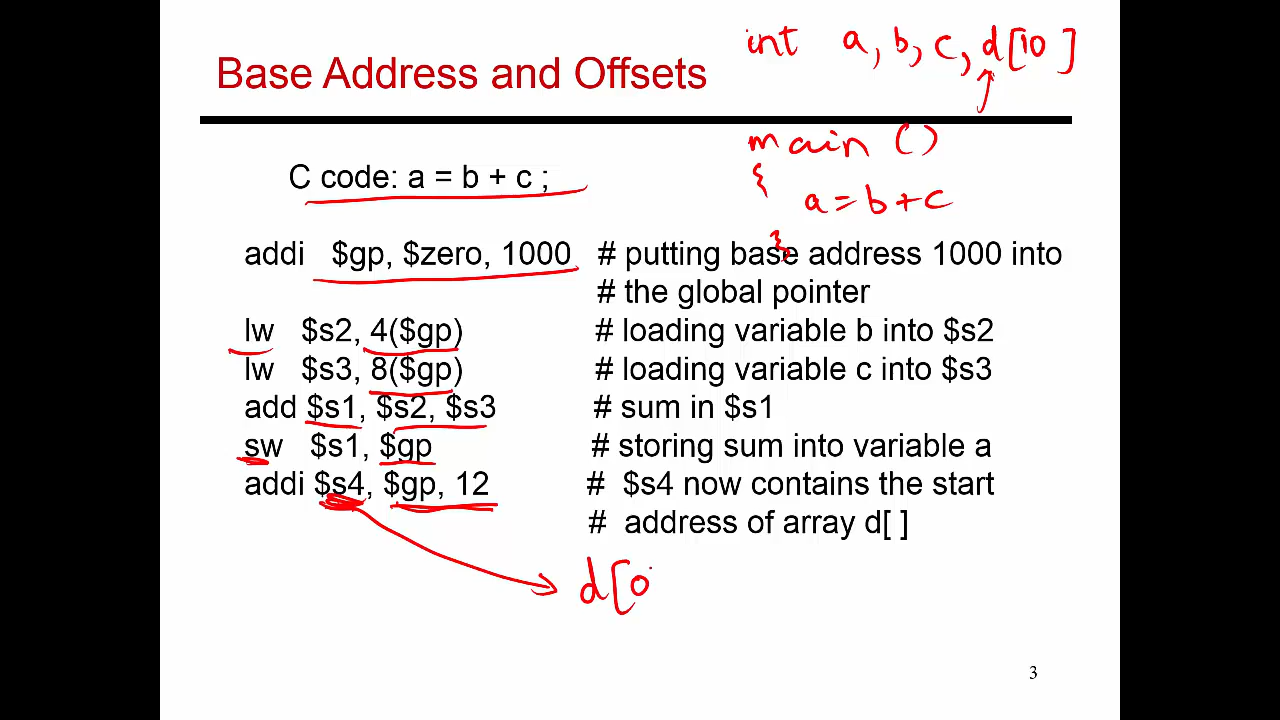 int a, b, c, d[10]
Base Address and Offsets
main ()
{
C code: a = b + c ;
a = b + c
}
addi $gp, $zero, 1000 # putting base address 1000 into
# the global pointer
lw $s2, 4($gp) # loading variable b into $s2
lw $s3, 8($gp) # loading variable c into $s3
add $s1, $s2, $s3 # sum in $s1
sw $s1, $gp # storing sum into variable a
addi $s4, $gp, 12 # $s4 now contains the start
# address of array d[ ]
d[0
3